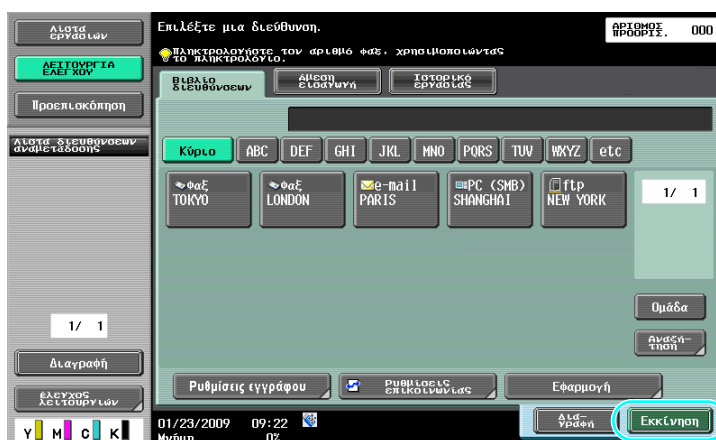 Λίστα
εργασιών
ΛΕΙΤΟΥΡΓΙΑ
ΕΛΕΓΧΟΥ
Προεπισκόπηση
Λίστα διευθύνσεων
αναμετάδοσης
1/ 1
Διαγραφή
Έλεγχος
λειτουργιών
Y M C K
Επιλέξτε μια διεύθυνση.
ΑΡΙΘΜΟΣ
ΠΡΟΟΡΙΣ. 000
Πληκτρολογήστε τον αριθμό φαξ, χρησιμοποιώντας
το πληκτρολόγιο.
Βιβλίο
διευθύνσεων
Άμεση
εισαγωγή
Ιστορικό
εργασίας
Κύριο ABC DEF GHI JKL MNO PQRS TUV WXYZ etc
φαξ
TOKYO
φαξ
LONDON
e-mail
PARIS
PC (SMB)
SHANGHAI
ftp
NEW YORK
1/ 1
Ομάδα
Αναζή-
τηση
Ρυθμίσεις εγγράφου
Ρυθμίσεις
επικοινωνίας
Εφαρμογή
01/23/2009 09:22
Μνήμη 0%
Δια-
γραφή
Εκκίνηση